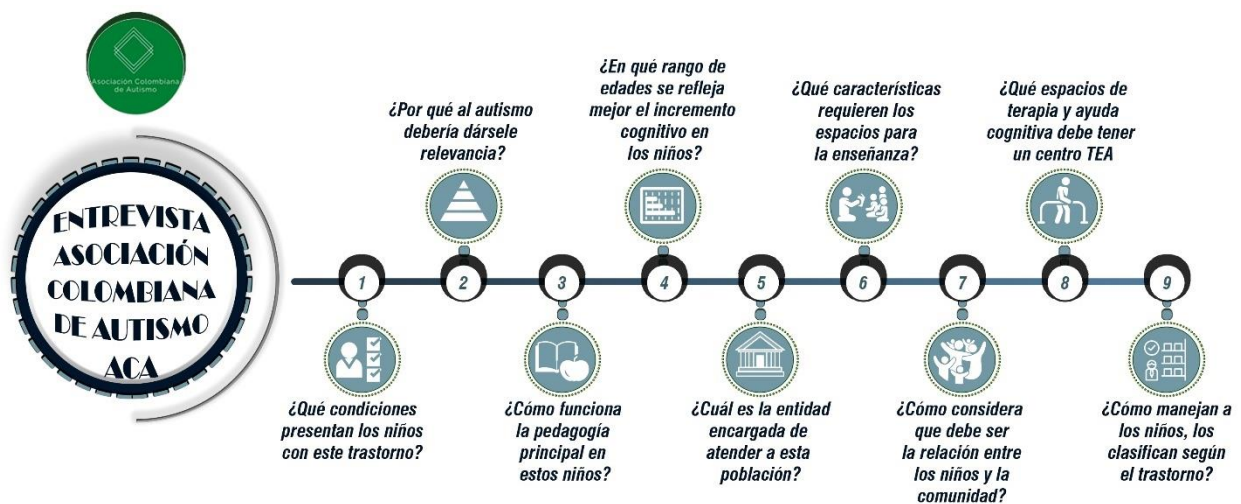 Asociación Colombiana
de Autismo
ENTREVISTA
ASOCIACIÓN
COLOMBIANA
DE AUTISMO
ACA
1
¿Qué condiciones
presentan los niños
con este trastorno?
2
¿Por qué al autismo
debería dársele
relevancia?
3
¿Cómo funciona
la pedagogía
principal en
estos niños?
4
¿En qué rango de
edades se refleja
mejor el incremento
cognitivo en
los niños?
5
¿Cuál es la entidad
encargada de
atender a esta
población?
6
¿Qué características
requieren los
espacios para
la enseñanza?
7
¿Cómo considera
que debe ser
la relación entre
los niños y la
comunidad?
8
¿Qué espacios de
terapia y ayuda
cognitiva debe tener
un centro TEA
9
¿Cómo manejan a
los niños, los
clasifican según
el trastorno?